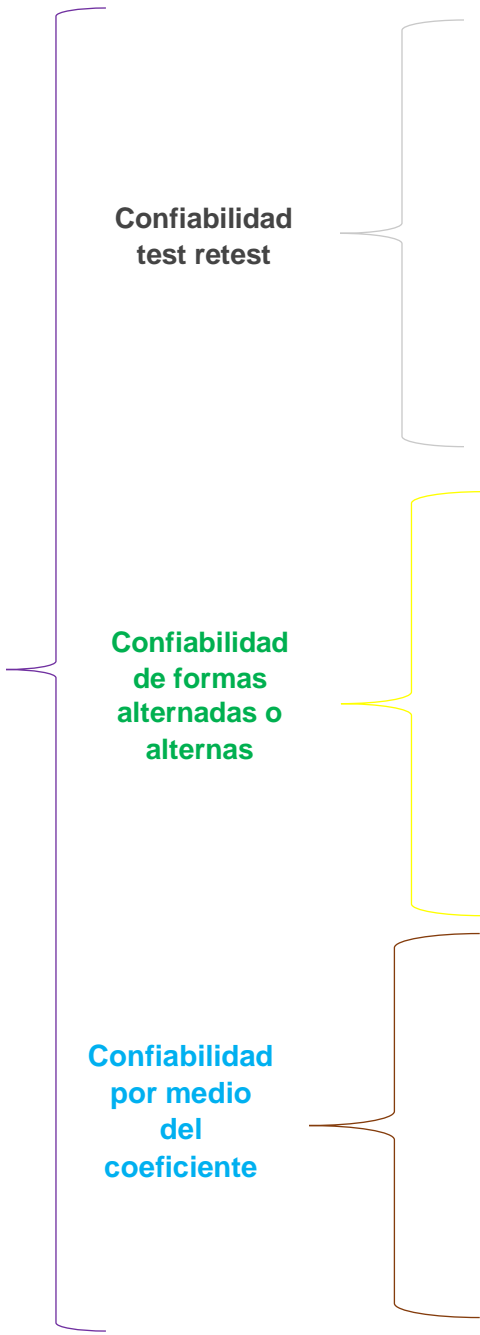 Confiabilidad
test retest
Confiabilidad
de formas
alternadas o
alternas
Confiabilidad
por medio
del
coeficiente